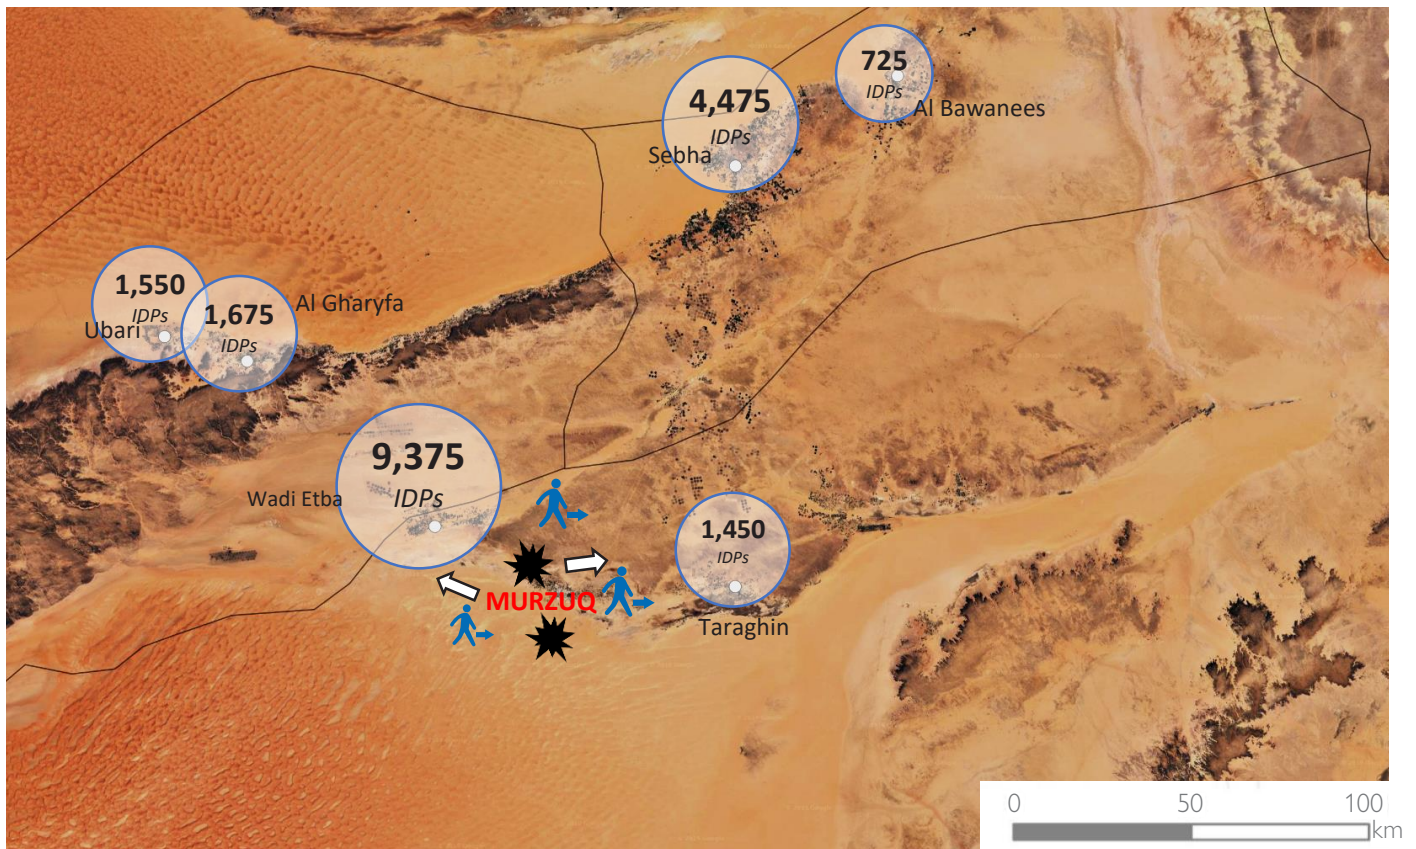 725
IDPs
Al Bawanees
4,475
IDPs
Sebha
1,550
IDPs
Ubari
1,675
IDPs
Al Gharyfa
9,375
IDPs
Wadi Etba
1,450
IDPs
Taraghin
MURZUQ
0 50 100
km